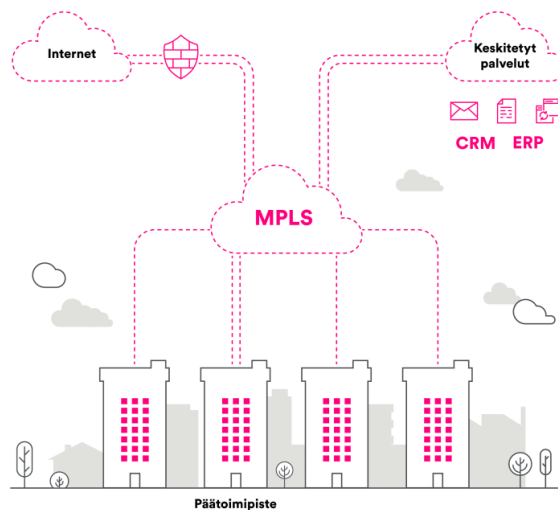 Internet
Keskitetyt
palvelut
CRM ERP
MPLS
Päätoimipiste